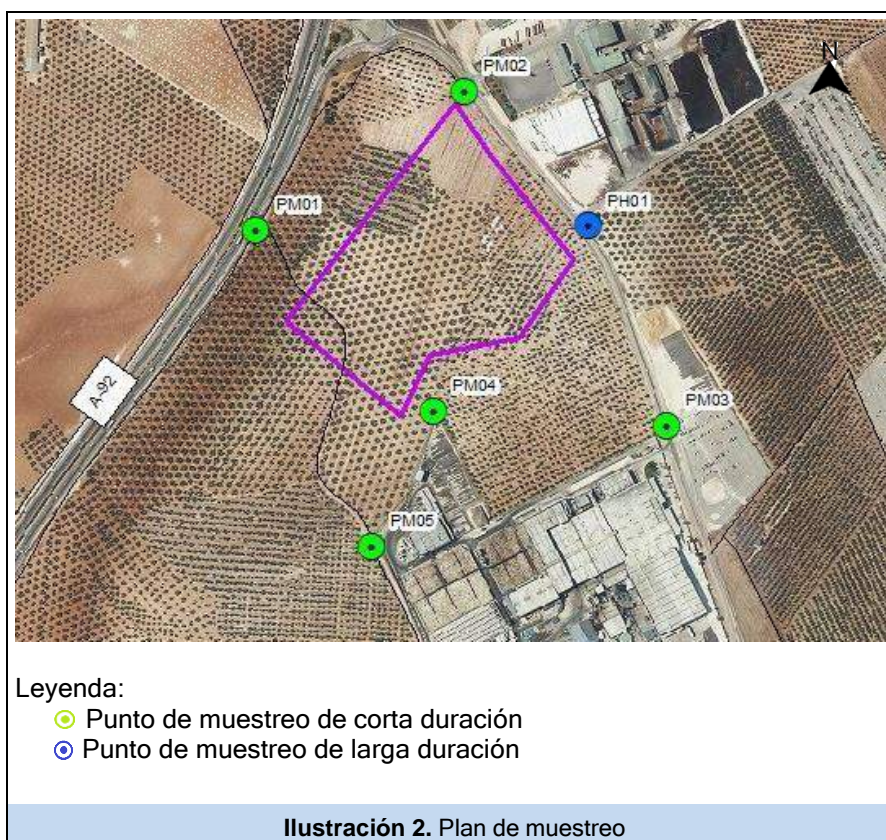 N
PM02
PM01
PH01
A-92
PM04
PM03
PM05
Leyenda:
Punto de muestreo de corta duración
Punto de muestreo de larga duración
Ilustración 2. Plan de muestreo